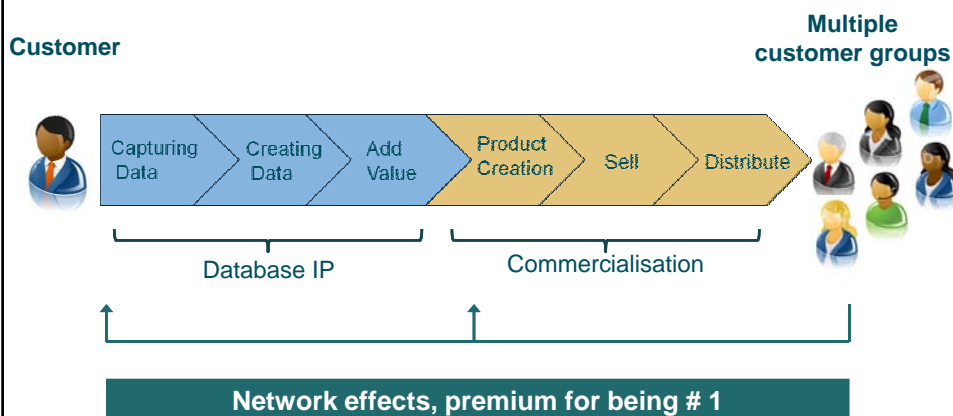 Multiple
customer groups
Customer
Capturing
Data
Creating
Data
Add
Value
Product
Creation
Sell
Distribute
Database IP
Commercialisation
Network effects, premium for being # 1